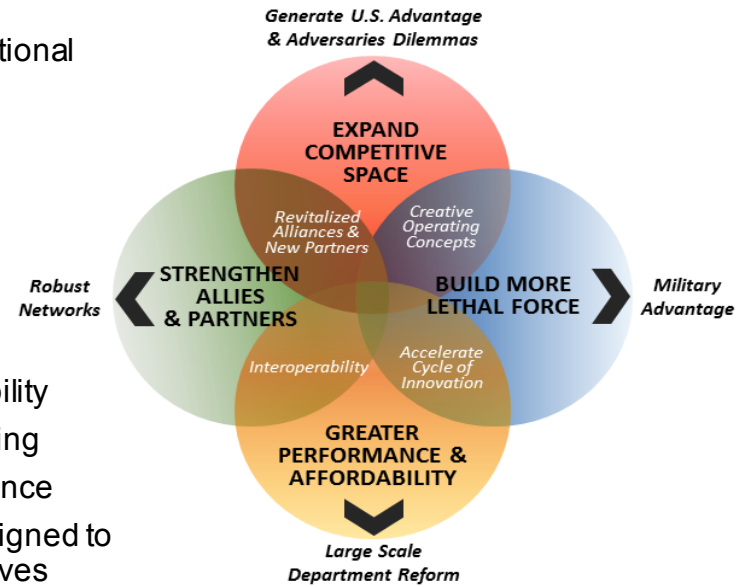 tional
bility
ing
nce
igned to
ves
Generate U.S. Advantage
& Adversaries Dilemmas
EXPAND
COMPETITIVE
SPACE
Revitalized
Alliances &
New Partners
Creative
Operating
Concepts
Robust
Networks
STRENGTHEN
ALLIES
& PARTNERS
BUILD MORE
LETHAL FORCE
Military
Advantage
Interoperability
Accelerate
Cycle of
Innovation
GREATER
PERFORMANCE &
AFFORDABILITY
Large Scale
Department Reform